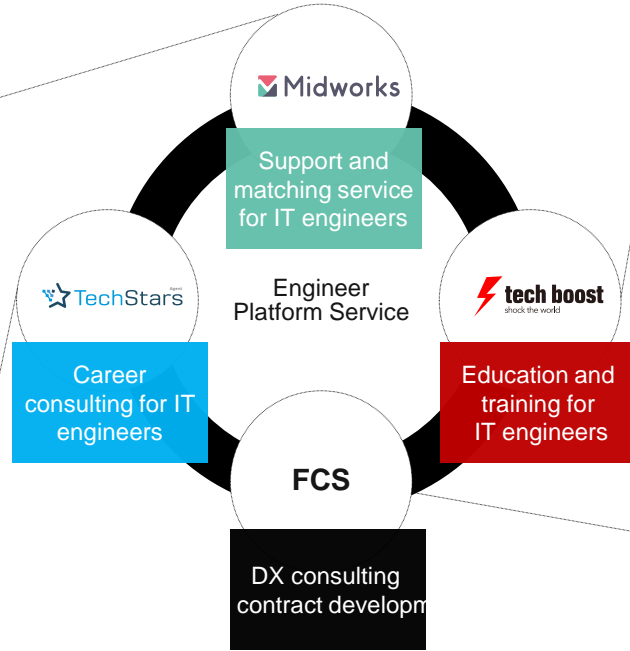 Midworks
Support and
matching service
for IT engineers
Agent
TechStars
Engineer
Platform Service
tech boost
shock the world
Career
consulting for IT
engineers
Education and
training for
IT engineers
FCS
DX consulting
contract developm